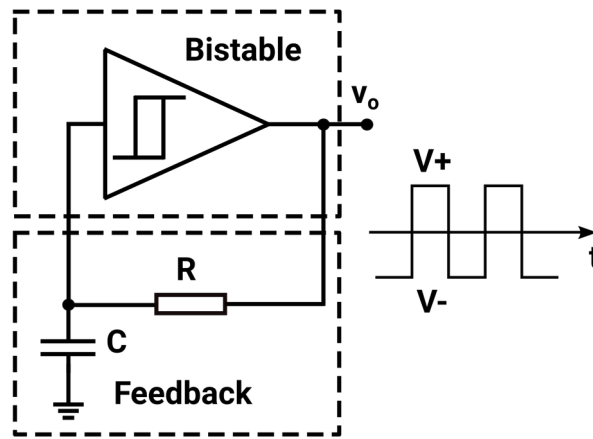 Bistable
vo
V+
t
V-
R
C
Feedback